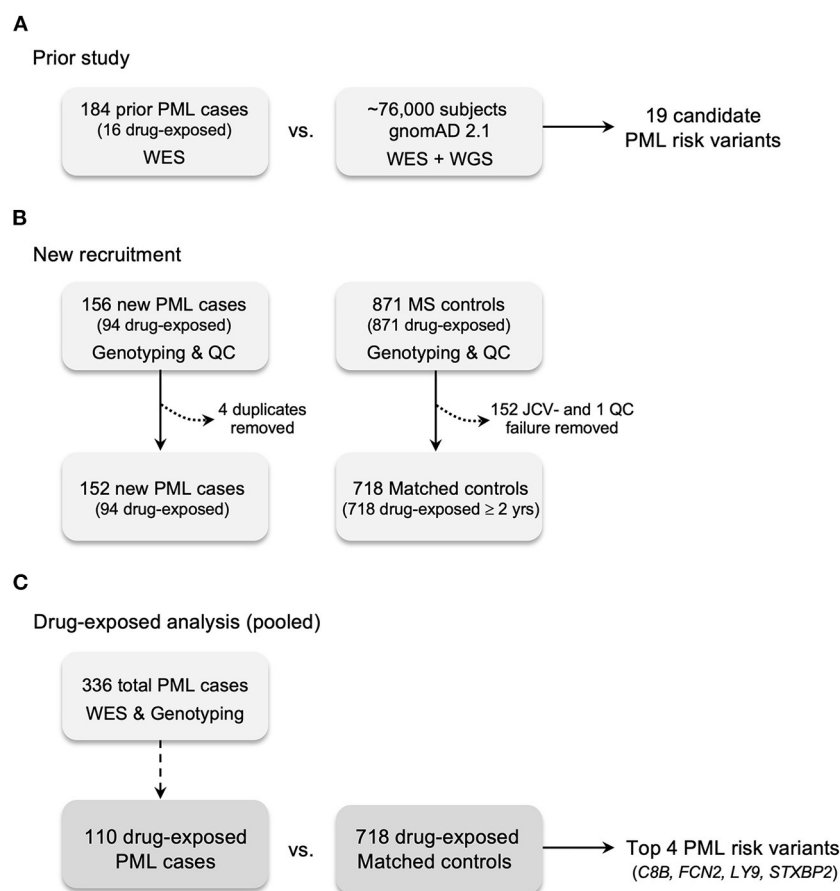 A
Prior study
184 prior PML cases
(16 drug-exposed)
WES
vs.
~76,000 subjects
gnomAD 2.1
WES + WGS
19 candidate
PML risk variants
B
New recruitment
156 new PML cases
(94 drug-exposed)
Genotyping & QC
871 MS controls
(871 drug-exposed)
Genotyping & QC
4 duplicates
removed
152 JCV- and 1 QC
failure removed
152 new PML cases
(94 drug-exposed)
718 Matched controls
(718 drug-exposed ≥ 2 yrs)
C
Drug-exposed analysis (pooled)
336 total PML cases
WES & Genotyping
110 drug-exposed
PML cases
vs.
718 drug-exposed
Matched controls
Top 4 PML risk variants
(C8B, FCN2, LY9, STXBP2)